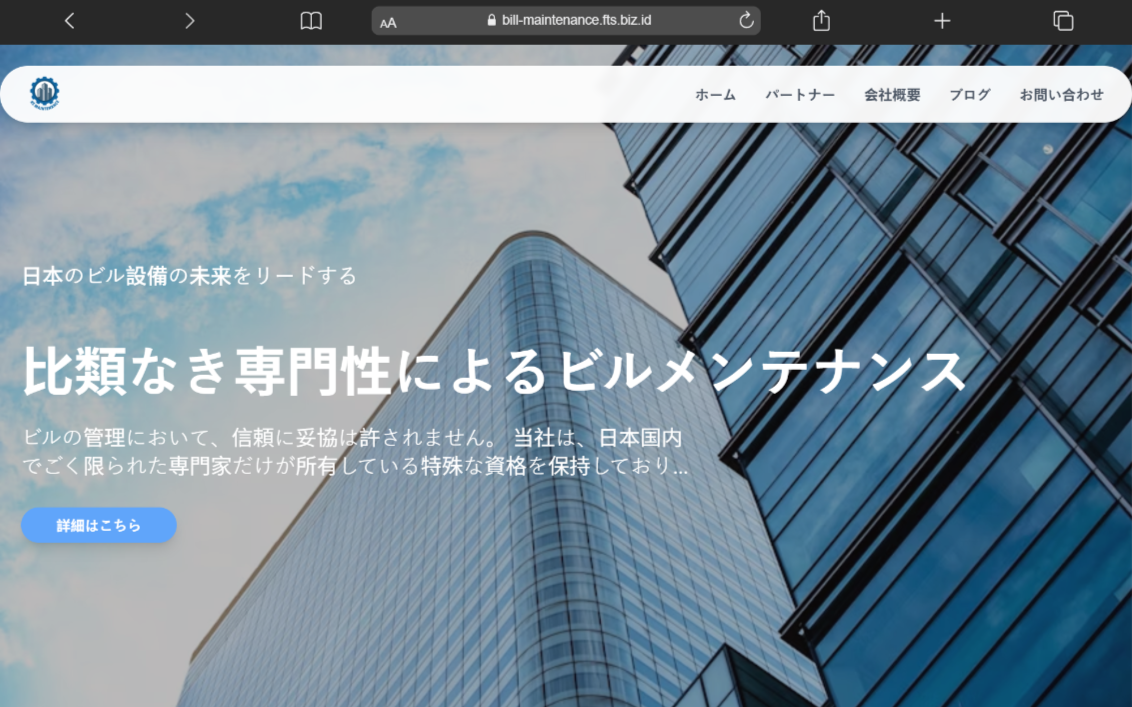 AA
bill-maintenance.fts.biz.id
ホーム
パートナー
会社概要
ブログ
お問い合わせ
日本のビル設備の未来をリードする
比類なき専門性によるビルメンテナンス
ビルの管理において、信頼に妥協は許されません。 当社は、日本国内
でごく限られた専門家だけが所有している特殊な資格を保持しており...
詳細はこちら